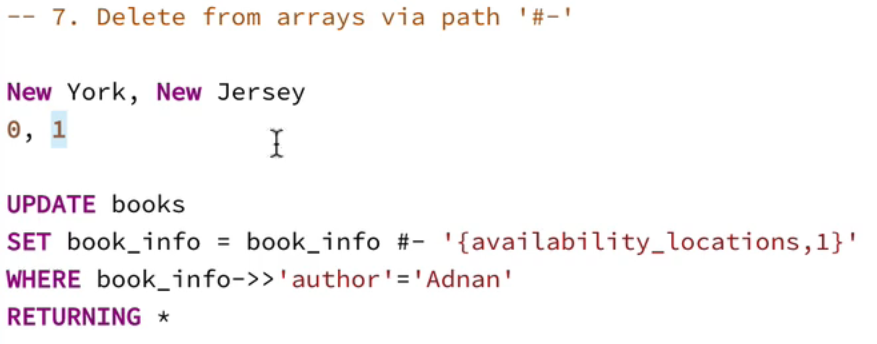 -- 7. Delete from arrays via path '#-'
New York, New Jersey
0, 1
UPDATE books
SET book_info = book_info #- '{availability_locations,1}'
WHERE book_info->>'author'='Adnan'
RETURNING *